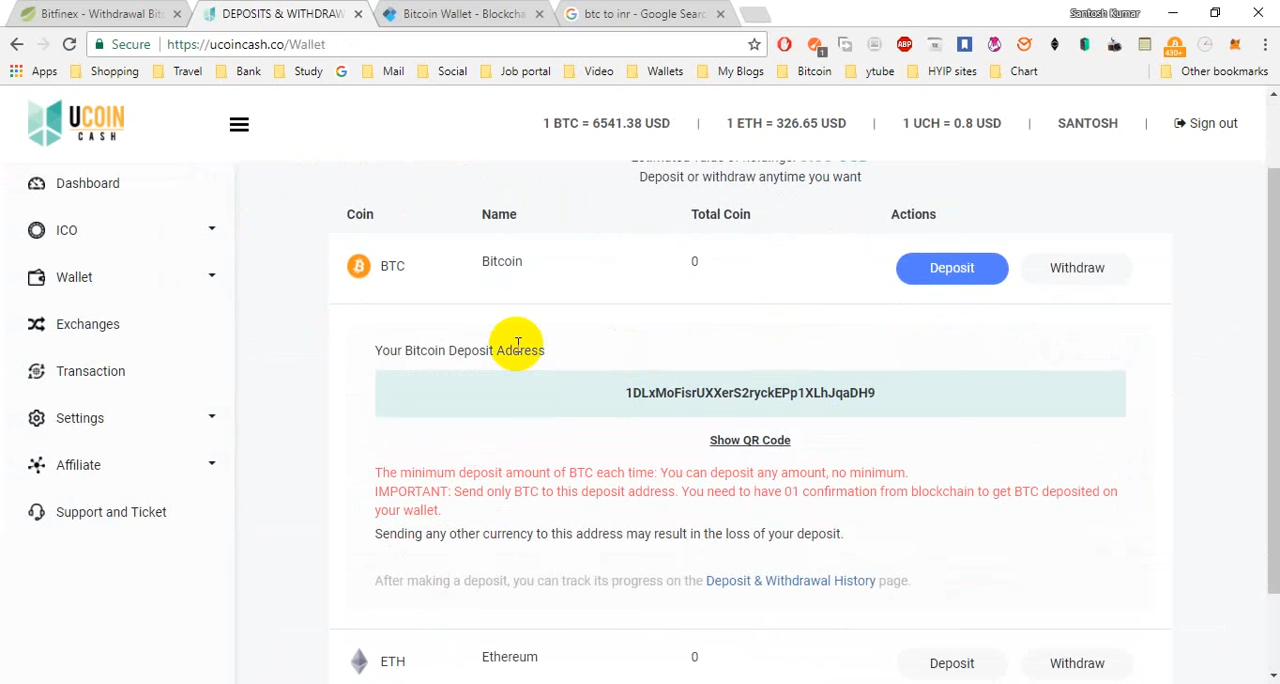 Bitfinex - Withdrawal Bit
DEPOSITS & WITHDRAW
Bitcoin Wallet - Blockcha
btc to inr - Google Sear
Santosh Kumar
Secure
https://ucoincash.co/Wallet
ABP
1
430+
Apps
Shopping
Travel
Bank
Study
Mail
Social
Job portal
Video
Wallets
My Blogs
Bitcoin
ytube
HYIP sites
Chart
Other bookmarks
UCOIN
CASH
1 BTC = 6541.38 USD | 1 ETH = 326.65 USD | 1 UCH = 0.8 USD | SANTOSH | Sign out
Dashboard
ICO
Wallet
Exchanges
Transaction
Settings
Affiliate
Support and Ticket
Estimated value of holdings:
Deposit or withdraw anytime you want
Coin Name Total Coin Actions
BTC Bitcoin 0 Deposit Withdraw
Your Bitcoin Deposit Address
1DLxMoFisrUXXerS2ryckEPp1XLhJqaDH9
Show QR Code
The minimum deposit amount of BTC each time: You can deposit any amount, no minimum.
IMPORTANT: Send only BTC to this deposit address. You need to have 01 confirmation from blockchain to get BTC deposited on
your wallet.
Sending any other currency to this address may result in the loss of your deposit.
After making a deposit, you can track its progress on the Deposit & Withdrawal History page.
ETH Ethereum 0 Deposit Withdraw